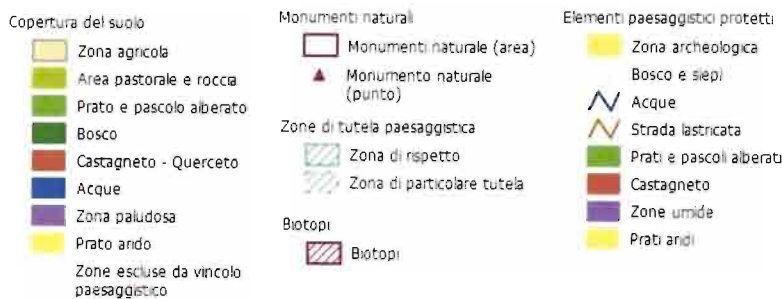 Copertura del suolo
Zona agricola
Area pastorale e roccia
Prato e pascolo alberato
Bosco
Castagneto - Querceto
Acque
Zona paludosa
Prato arido
Zone escluse da vincolo
paesaggistico
Monumenti naturali
Monumenti naturale (area)
Monumento naturale
(punto)
Zone di tutela paesaggistica
Zona di rispetto
Zona di particolare tutela
Biotopi
Biotopi
Elementi paesaggistici protetti
Zona archeologica
Bosco e siepi
Acque
Strada lastricata
Prati e pascoli alberati
Castagneto
Zone umide
Prati aridi